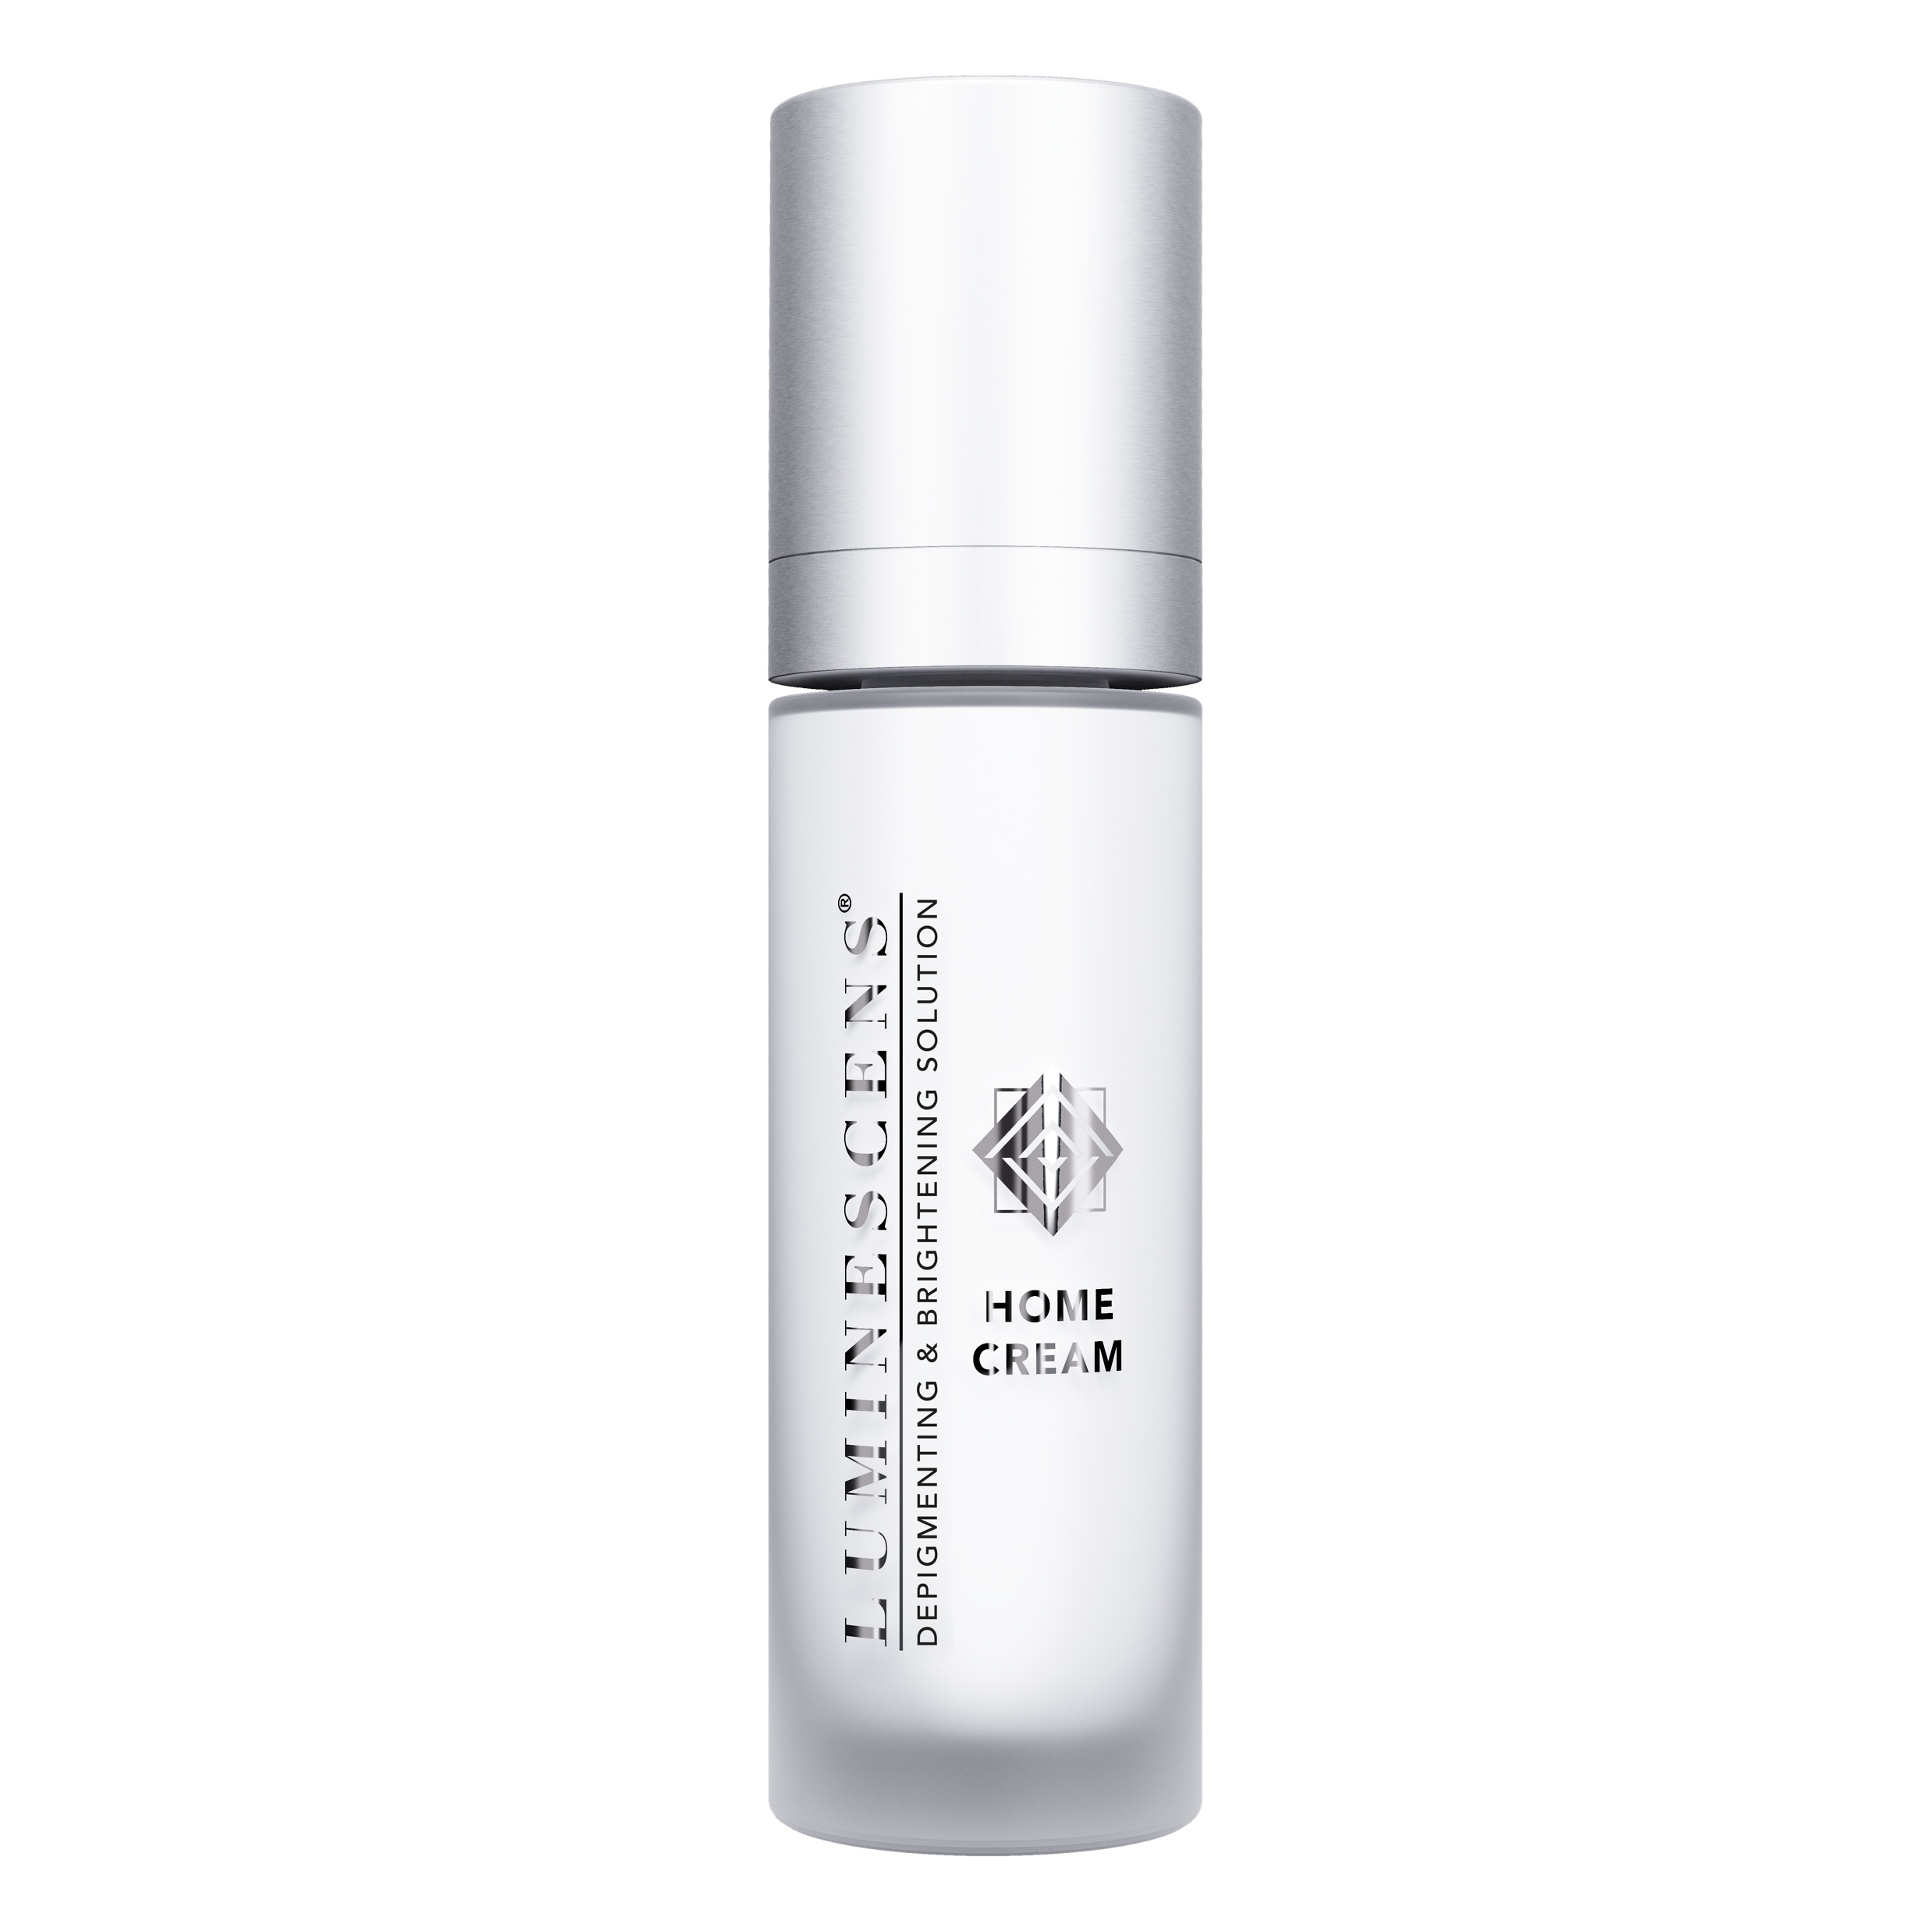 LUMINESCENS®
DEPIGMENTING & BRIGHTENING SOLUTION
HOME
CREAM